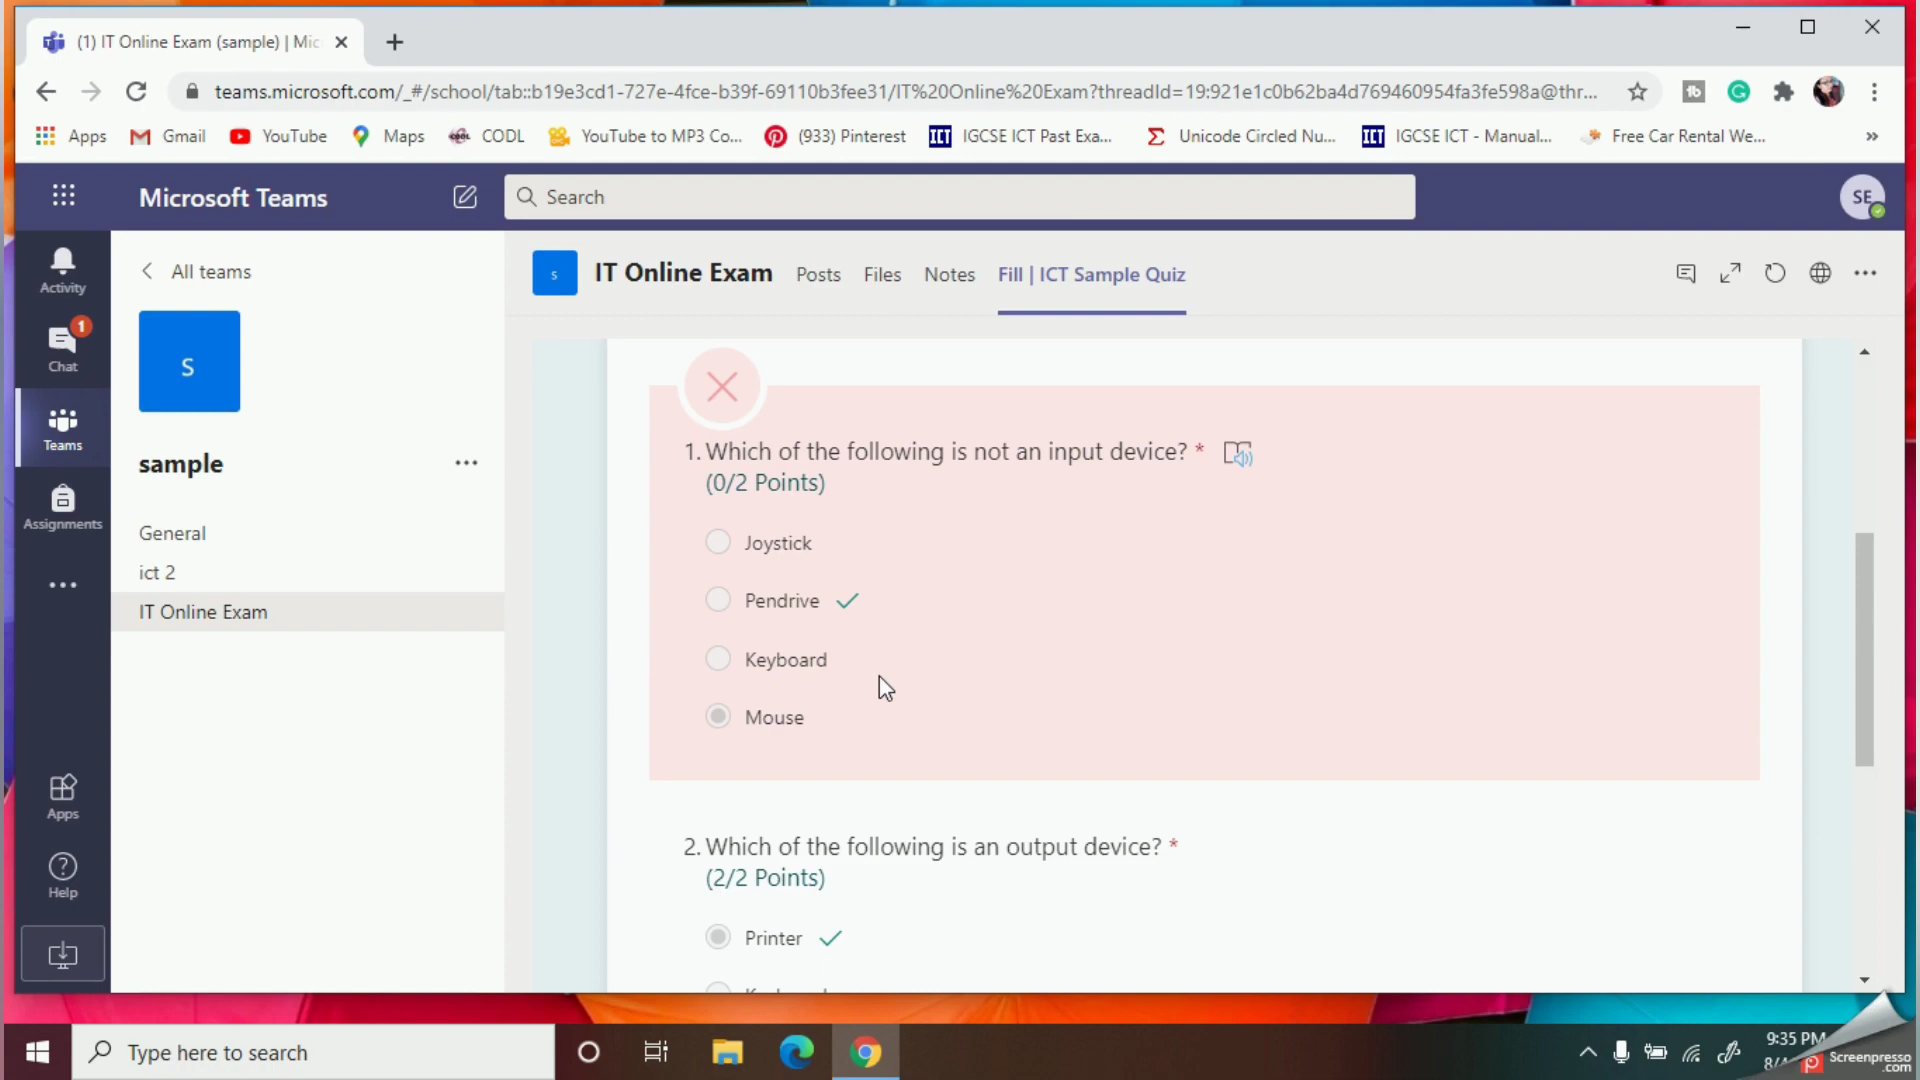 (1) IT Online Exam (sample) | Mic
teams.microsoft.com/_#/school/tab::b19e3cd1-727e-4fce-b39f-69110b3fee31/IT%20Online%20Exam?threadId=19:921e1c0b62ba4d769460954fa3fe598a@thr...
Apps Gmail YouTube Maps CODL YouTube to MP3 Co... (933) Pinterest ICT IGCSE ICT Past Exa... Unicode Circled Nu... ICT IGCSE ICT - Manual... Free Car Rental We... »
Microsoft Teams
Search
SE
Activity
Chat
1
Teams
Assignments
Apps
Help
All teams
S
sample
General
ict 2
IT Online Exam
s
IT Online Exam Posts Files Notes Fill | ICT Sample Quiz
1. Which of the following is not an input device? *
(0/2 Points)
Joystick
Pendrive
Keyboard
Mouse
2. Which of the following is an output device? *
(2/2 Points)
Printer
Type here to search
9:35 PM
Screenpresso
.com